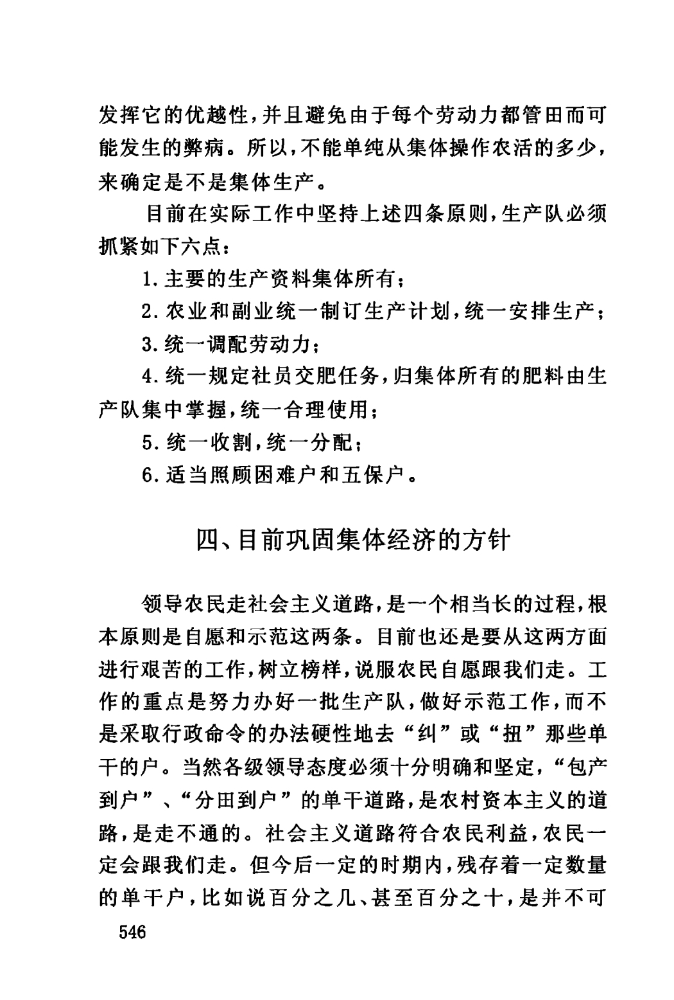 发挥它的优越性，并且避免由于每个劳动力都管田而可
能发生的弊病。所以，不能单纯从集体操作农活的多少，
来确定是不是集体生产。
目前在实际工作中坚持上述四条原则，生产队必须
抓紧如下六点：
1. 主要的生产资料集体所有；
2. 农业和副业统一制订生产计划，统一安排生产；
3. 统一调配劳动力；
4. 统一规定社员交肥任务，归集体所有的肥料由生
产队集中掌握，统一合理使用；
5. 统一收割，统一分配；
6. 适当照顾困难户和五保户。
四、目前巩固集体经济的方针
领导农民走社会主义道路，是一个相当长的过程，根
本原则是自愿和示范这两条。目前也还是要从这两方面
进行艰苦的工作，树立榜样，说服农民自愿跟我们走。工
作的重点是努力办好一批生产队，做好示范工作，而不
是采取行政命令的办法硬性地去“纠”或“扭”那些单
干的户。当然各级领导态度必须十分明确和坚定，“包产
到户”、“分田到户”的单干道路，是农村资本主义的道
路，是走不通的。社会主义道路符合农民利益，农民一
定会跟我们走。但今后一定的时期内，残存着一定数量
的单干户，比如说百分之几、甚至百分之十，是并不可
546